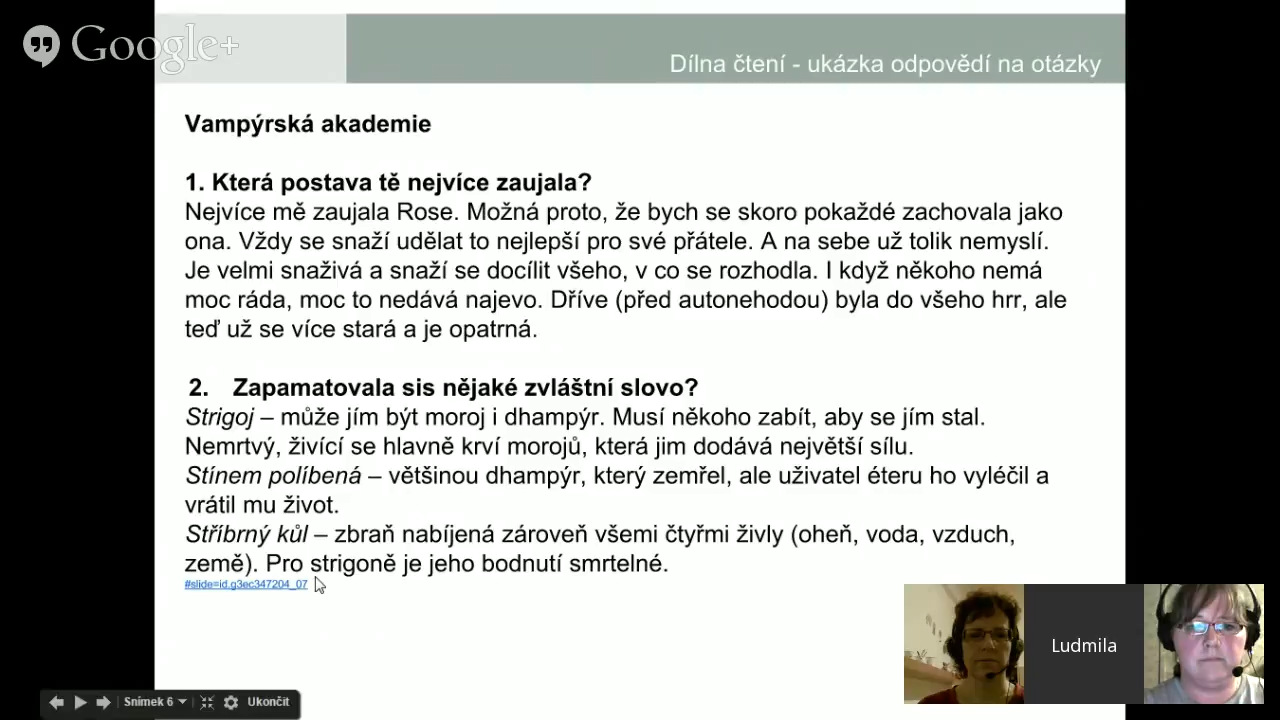 Google+
Dílna čtení - ukázka odpovědí na otázky
Vampýrská akademie
1. Která postava tě nejvíce zaujala?
Nejvíce mě zaujala Rose. Možná proto, že bych se skoro pokaždé zachovala jako
ona. Vždy se snaží udělat to nejlepší pro své přátele. A na sebe už tolik nemyslí.
Je velmi snaživá a snaží se docílit všeho, v co se rozhodla. I když někoho nemá
moc ráda, moc to nedává najevo. Dříve (před autonehodou) byla do všeho hrr, ale
teď už se více stará a je opatrná.
2. Zapamatovala sis nějaké zvláštní slovo?
Strigoj – může jím být moroj i dhampýr. Musí někoho zabít, aby se jím stal.
Nemrtvý, živící se hlavně krví morojů, která jim dodává největší sílu.
Stínem políbená – většinou dhampýr, který zemřel, ale uživatel éteru ho vyléčil a
vrátil mu život.
Stříbrný kůl – zbraň nabíjená zároveň všemi čtyřmi živly (oheň, voda, vzduch,
země). Pro strigoně je jeho bodnutí smrtelné.
#slide=id.g3ec347204_07
Ludmila
Snímek 6
Ukončit